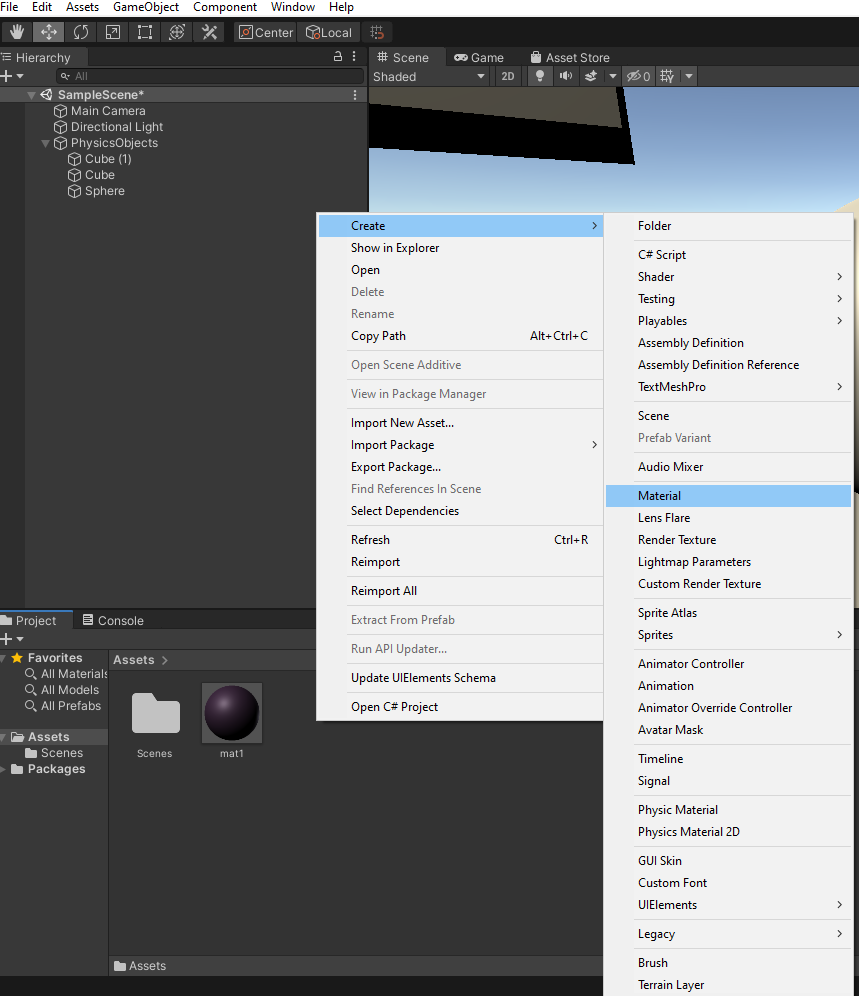 File Edit Assets GameObject Component Window Help
Center Local
Hierarchy
All
SampleScene*
Main Camera
Directional Light
PhysicsObjects
Cube (1)
Cube
Sphere
Scene Game Asset Store
Shaded 2D 0
Create
Show in Explorer
Open
Delete
Rename
Copy Path Alt+Ctrl+C
Open Scene Additive
View in Package Manager
Import New Asset...
Import Package
Export Package...
Find References In Scene
Select Dependencies
Refresh Ctrl+R
Reimport
Reimport All
Extract From Prefab
Run API Updater...
Update UIElements Schema
Open C# Project
Folder
C# Script
Shader
Testing
Playables
Assembly Definition
Assembly Definition Reference
TextMeshPro
Scene
Prefab Variant
Audio Mixer
Material
Lens Flare
Render Texture
Lightmap Parameters
Custom Render Texture
Sprite Atlas
Sprites
Animator Controller
Animation
Animator Override Controller
Avatar Mask
Timeline
Signal
Physic Material
Physics Material 2D
GUI Skin
Custom Font
UIElements
Legacy
Brush
Terrain Layer
Project Console
Favorites
All Materials
All Models
All Prefabs
Assets
Scenes
Packages
Assets
Scenes mat1
Assets